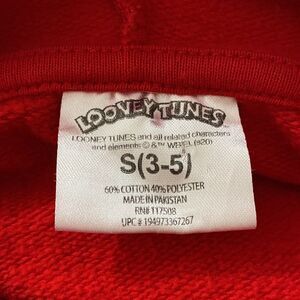 LOONEY TUNES
LOONEY TUNES and all related characters
and elements © & ™ WBEI. (s20)
S(3-5)
60% COTTON 40% POLYESTER
MADE IN PAKISTAN
RN# 117508
UPC# 194973367267